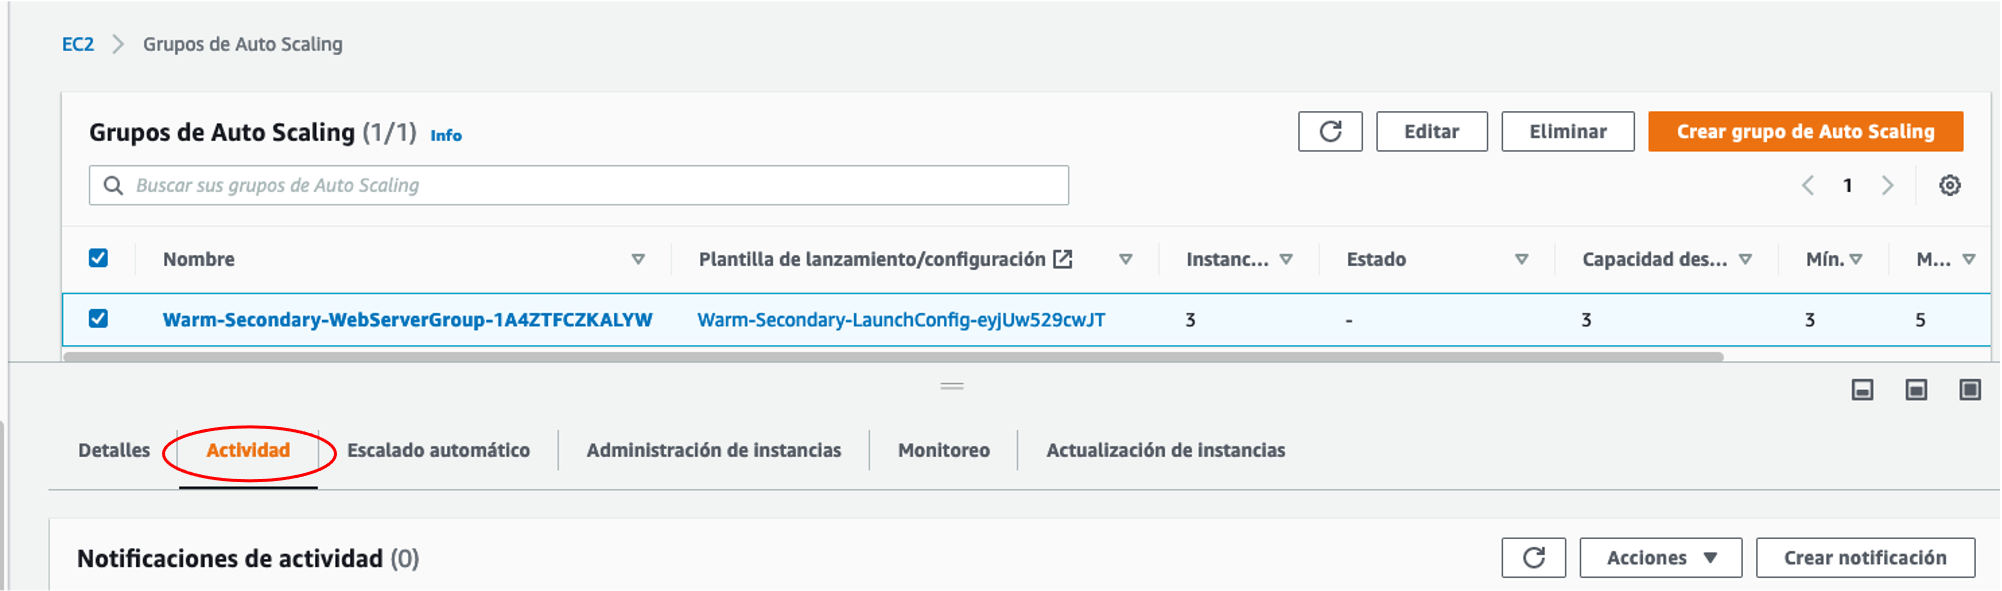 EC2 Grupos de Auto Scaling
Grupos de Auto Scaling (1/1) Info
Editar Eliminar Crear grupo de Auto Scaling
Buscar sus grupos de Auto Scaling
1
Nombre Plantilla de lanzamiento/configuración Instanc... Estado Capacidad des... Mín. M...
Warm-Secondary-WebServerGroup-1A4ZTFCZKALYW Warm-Secondary-LaunchConfig-eyjUw529cwJT 3 - 3 3 5
Detalles Actividad Escalado automático Administración de instancias Monitoreo Actualización de instancias
Notificaciones de actividad (0) Acciones Crear notificación